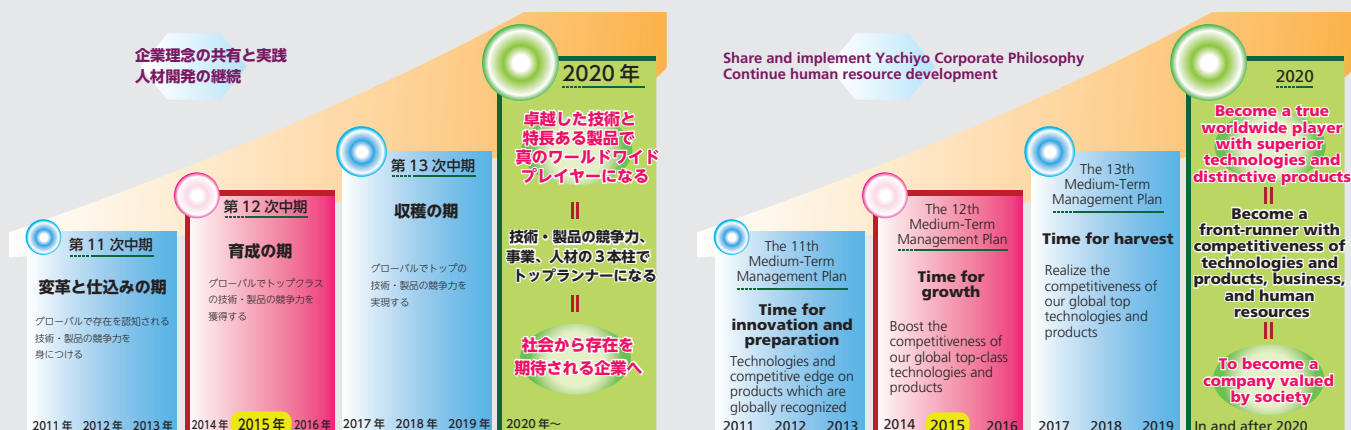 企業理念の共有と実践
人材開発の継続
第 11 次中期
変革と仕込みの期
グローバルで存在を認知される
技術・製品の競争力を
身につける
2011 年 2012 年 2013 年
第 12 次中期
育成の期
グローバルでトップクラス
の技術・製品の競争力を
獲得する
2014 年 2015 年 2016 年
第 13 次中期
収穫の期
グローバルでトップの
技術・製品の競争力を
実現する
2017 年 2018 年 2019 年
2020 年
卓越した技術と
特長ある製品で
真のワールドワイド
プレイヤーになる
技術・製品の競争力、
事業、人材の３本柱で
トップランナーになる
社会から存在を
期待される企業へ
2020 年～
Share and implement Yachiyo Corporate Philosophy
Continue human resource development
The 11th
Medium-Term
Management Plan
Time for
innovation and
preparation
Technologies and
competitive edge on
products which are
globally recognized
2011 2012 2013
The 12th
Medium-Term
Management Plan
Time for
growth
Boost the
competitiveness of
our global top-class
technologies and
products
2014 2015 2016
The 13th
Medium-Term
Management Plan
Time for harvest
Realize the
competitiveness of
our global top
technologies and
products
2017 2018 2019
2020
Become a true
worldwide player
with superior
technologies and
distinctive products
Become a
front-runner with
competitiveness of
technologies and
products, business,
and human
resources
To become a
company valued
by society
In and after 2020